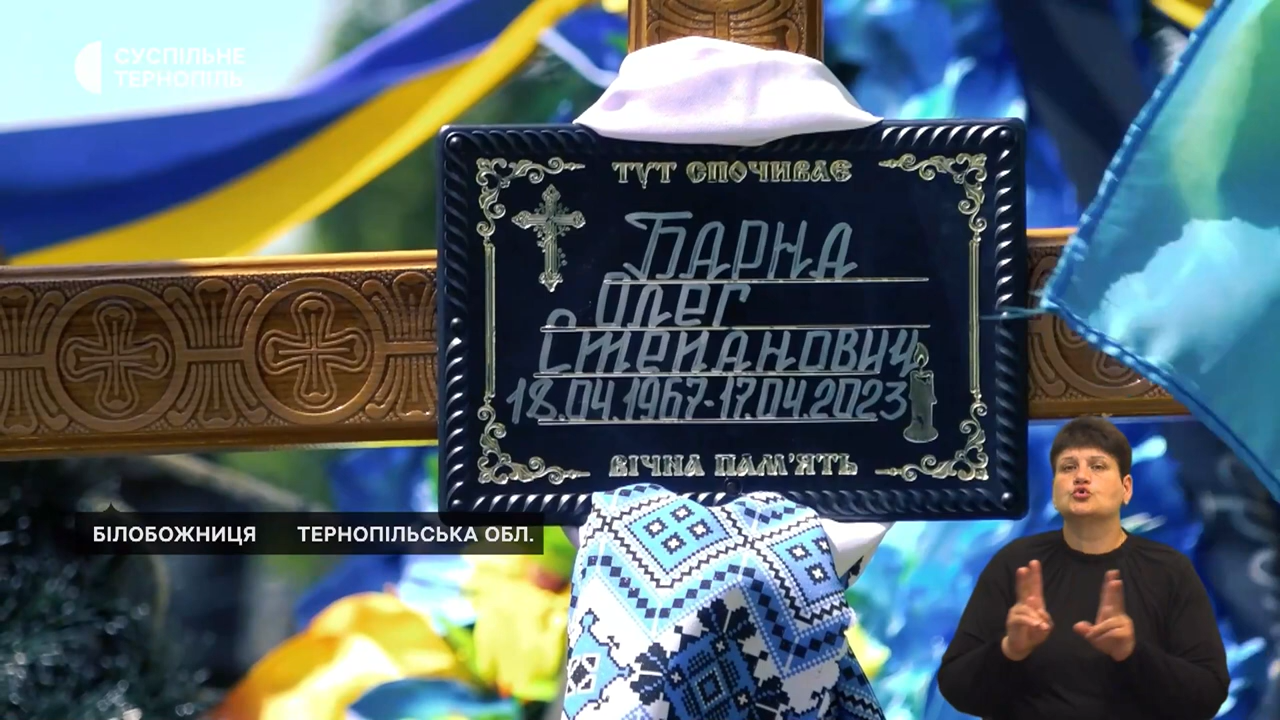 СУСПІЛЬНЕ
ТЕРНОПІЛЬ
ТУТ СПОЧИВАЄ
БАРНА
ОЛЕГ
СТЕПАНОВИЧ
18.04.1967-17.04.2023
ВІЧНА ПАМ'ЯТЬ
БІЛОБОЖНИЦЯ ТЕРНОПІЛЬСЬКА ОБЛ.